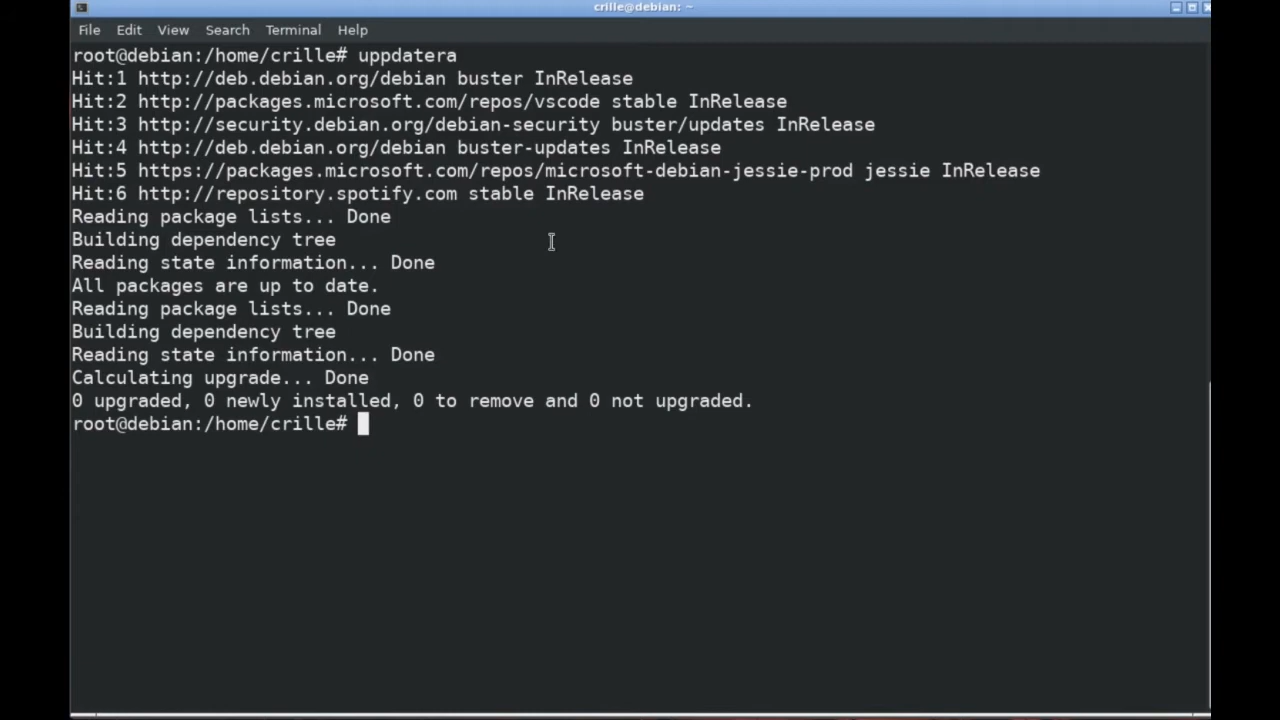 crille@debian: ~
File Edit View Search Terminal Help
root@debian:/home/crille# uppdatera
Hit:1 http://deb.debian.org/debian buster InRelease
Hit:2 http://packages.microsoft.com/repos/vscode stable InRelease
Hit:3 http://security.debian.org/debian-security buster/updates InRelease
Hit:4 http://deb.debian.org/debian buster-updates InRelease
Hit:5 https://packages.microsoft.com/repos/microsoft-debian-jessie-prod jessie InRelease
Hit:6 http://repository.spotify.com stable InRelease
Reading package lists... Done
Building dependency tree
Reading state information... Done
All packages are up to date.
Reading package lists... Done
Building dependency tree
Reading state information... Done
Calculating upgrade... Done
0 upgraded, 0 newly installed, 0 to remove and 0 not upgraded.
root@debian:/home/crille#